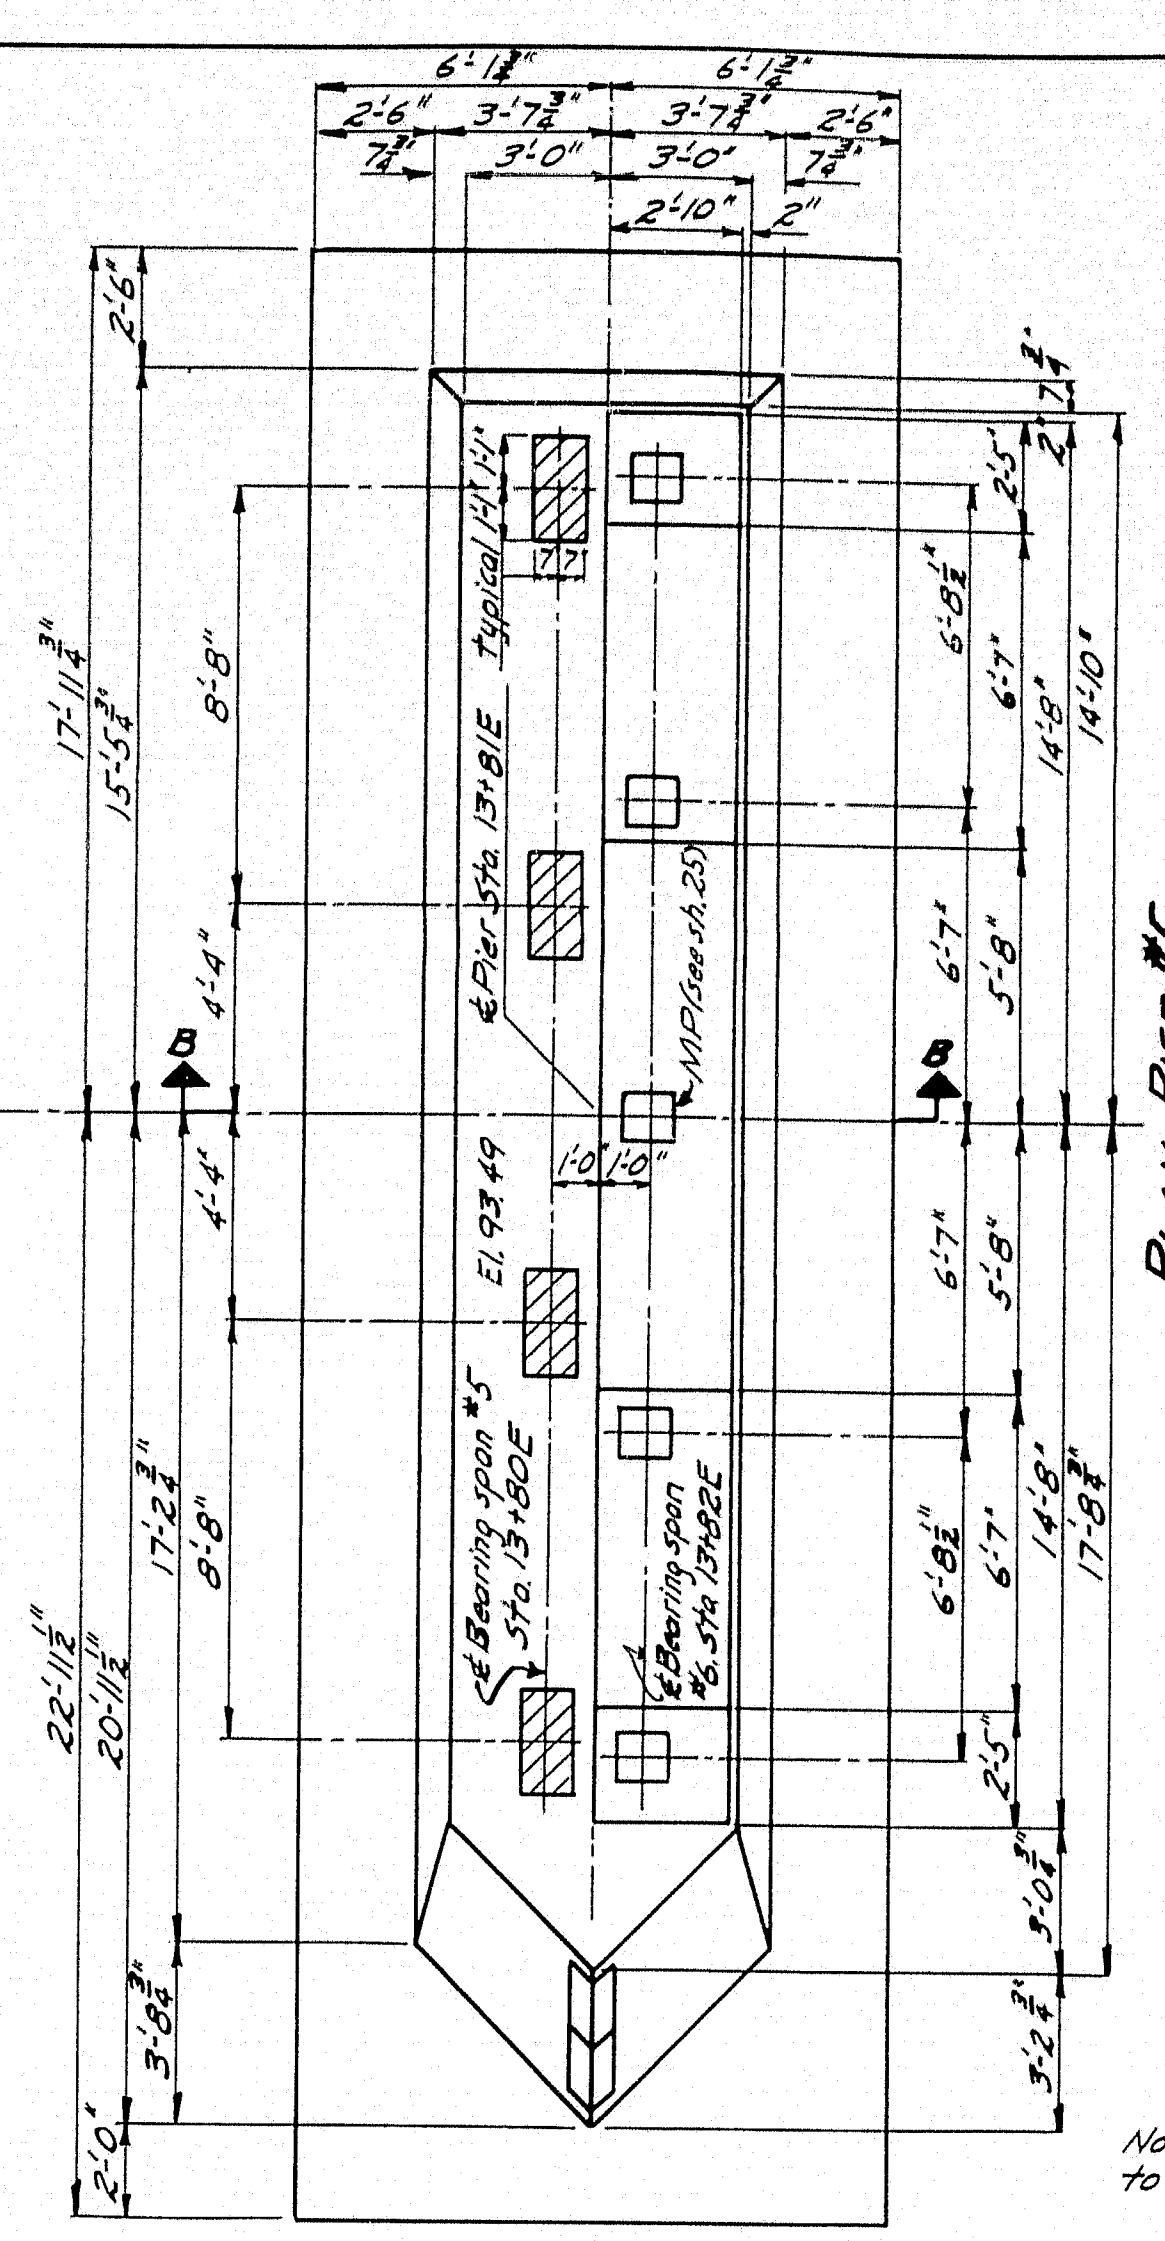 6'-1 3/4" 6'-1 3/4"
2'-6" 3'-7 3/4" 3'-7 3/4" 2'-6"
7 3/4" 3'-0" 3'-0" 7 3/4"
2'-10" 2"
2'-6"
17'-11 3/4"
15'-5 3/4"
8'-8"
4'-4"
B
4'-4"
8'-8"
17'-2 3/4"
22'-11 1/2"
20'-11 1/2"
3'-8 3/4"
2'-0"
Typical 1'-1" 1'-1"
7 7
℄ Pier Sta. 13+81E
MP (see sh. 25)
1'-0" 1'-0"
El. 93.49
℄ Bearing span #5
Sta. 13+80E
℄ Bearing span
#6. Sta 13+82E
7 3/4"
2"
2'-5"
6'-8 1/2"
6'-7"
14'-8"
14'-10"
6'-7"
5'-8"
B
6'-7"
5'-8"
6'-8 1/2"
6'-7"
14'-8"
17'-8 3/4"
2'-5"
3'-0 3/4"
3'-2 3/4"
No
to